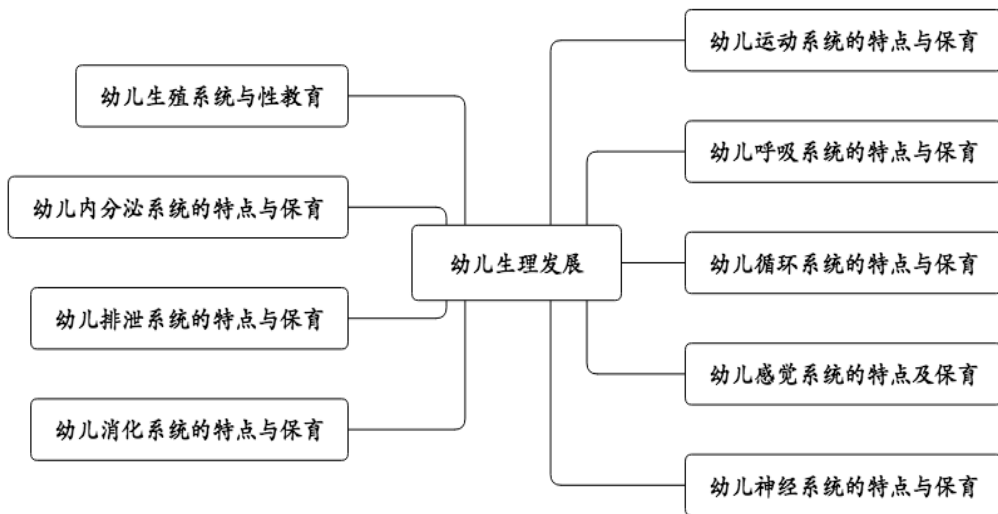 幼儿运动系统的特点与保育
幼儿生殖系统与性教育
幼儿呼吸系统的特点与保育
幼儿内分泌系统的特点与保育
幼儿生理发展
幼儿循环系统的特点与保育
幼儿排泄系统的特点与保育
幼儿感觉系统的特点及保育
幼儿消化系统的特点与保育
幼儿神经系统的特点与保育